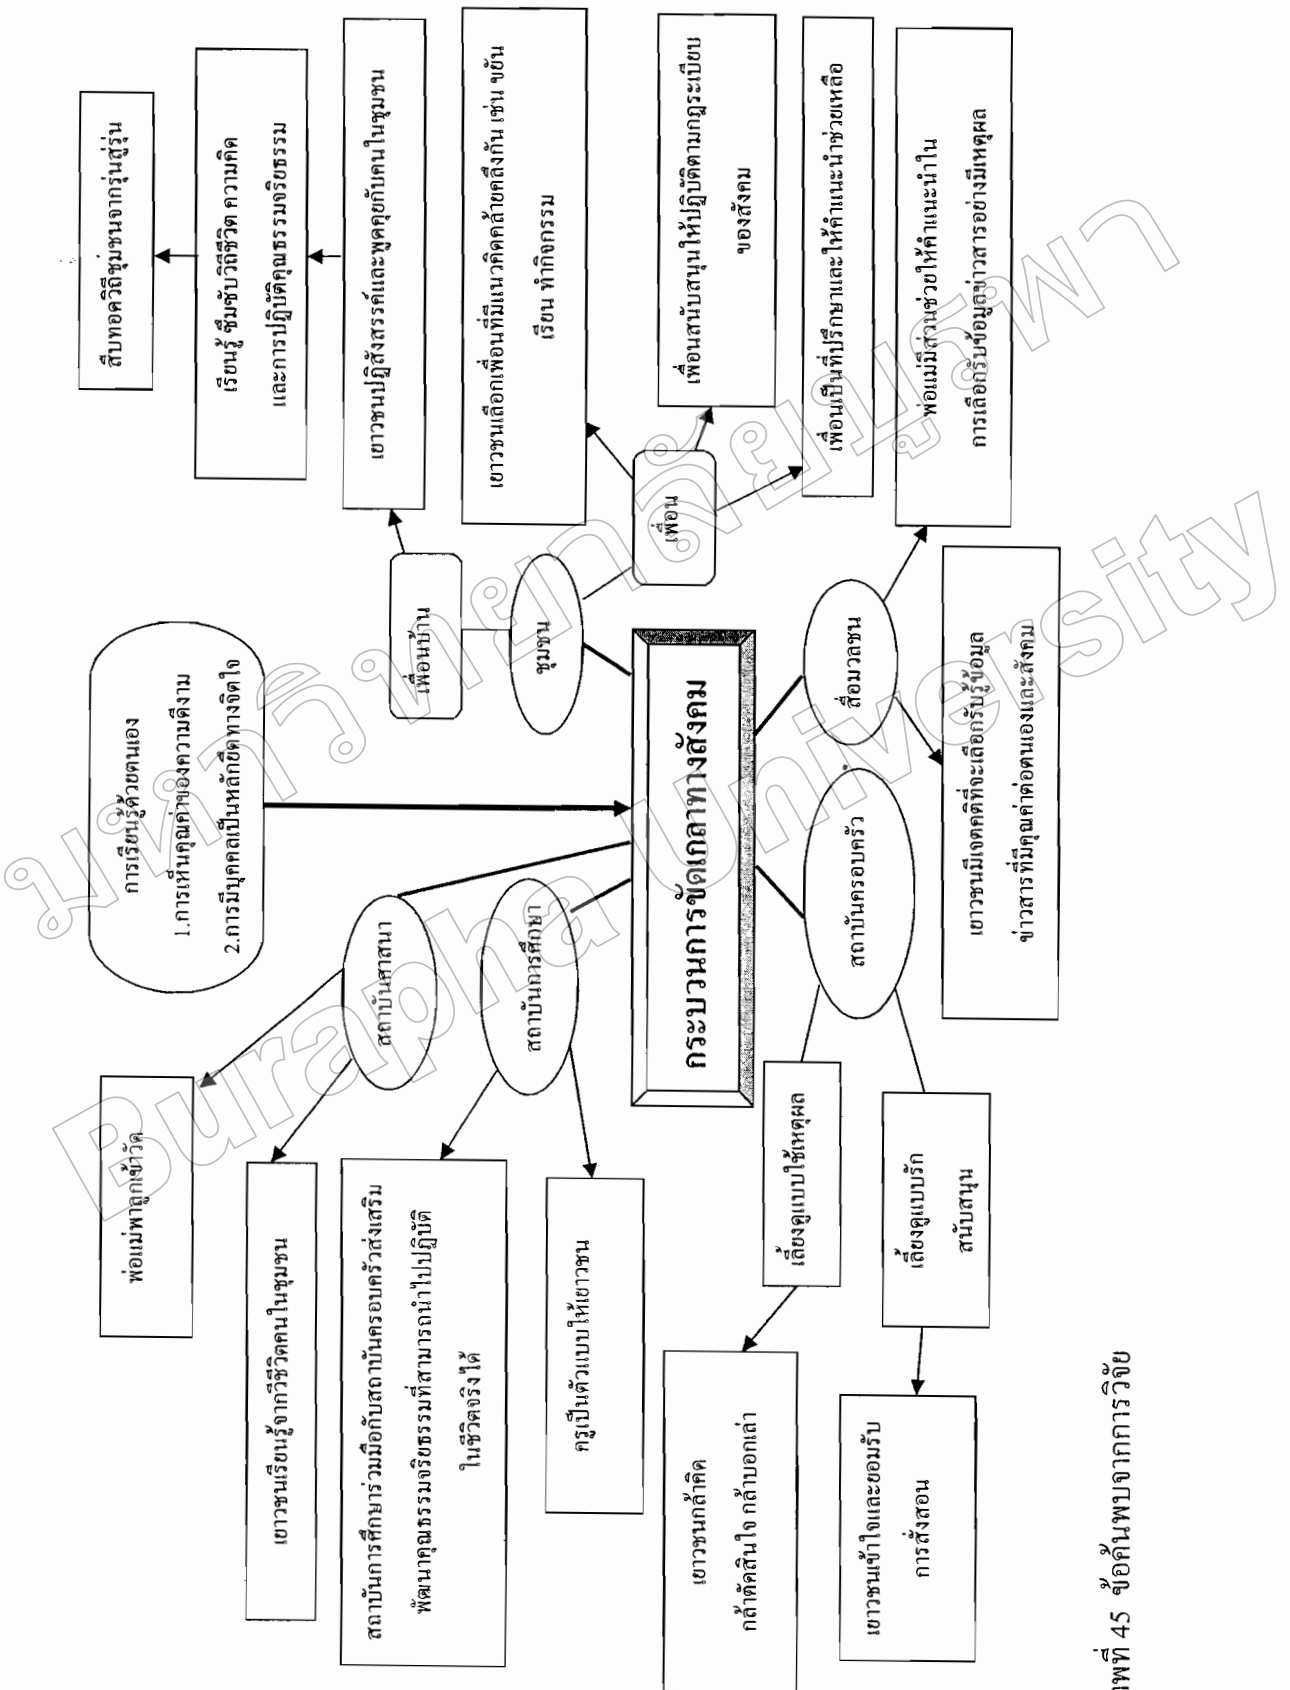 พ่อแม่พาลูกเข้าวัด
เยาวชนเรียนรู้จากวิธีชีวิตคนในชุมชน
สถาบันการศึกษาร่วมมือกับสถาบันครอบครัวส่งเสริม
พัฒนาคุณธรรมจริยธรรมที่สามารถนำไปปฏิบัติ
ในชีวิตจริงได้
ครูเป็นตัวแบบให้เยาวชน
เยาวชนกล้าคิด
กล้าตัดสินใจ กล้าบอกเล่า
เยาวชนเข้าใจและยอมรับ
การสั่งสอน
เลี้ยงดูแบบใช้เหตุผล
เลี้ยงดูแบบรัก
สนับสนุน
การเรียนรู้ด้วยตนเอง
1.การเห็นคุณค่าของความดีงาม
2.การมีบุคคลเป็นหลักยึดทางจิตใจ
สถาบันศาสนา
สถาบันการศึกษา
กระบวนการขัดเกลาทางสังคม
สถาบันครอบครัว
สื่อมวลชน
ชุมชน
เพื่อนบ้าน
เพื่อน
สืบทอดวิถีชุมชนจากรุ่นสู่รุ่น
เรียนรู้ ซึมซับวิถีชีวิต ความคิด
และการปฏิบัติคุณธรรมจริยธรรม
เยาวชนปฏิสังสรรค์และพูดคุยกับคนในชุมชน
เยาวชนเลือกเพื่อนที่มีแนวคิดคล้ายคลึงกัน เช่น ขยัน
เรียน ทำกิจกรรม
เพื่อนสนับสนุนให้ปฏิบัติตามกฎระเบียบ
ของสังคม
เพื่อนเป็นที่ปรึกษาและให้คำแนะนำช่วยเหลือ
พ่อแม่มีส่วนช่วยให้คำแนะนำใน
การเลือกรับข้อมูลข่าวสารอย่างมีเหตุผล
เยาวชนมีเจตคติที่จะเลือกรับรู้ข้อมูล
ข่าวสารที่มีคุณค่าต่อตนเองและสังคม
าพที่ 45 ข้อค้นพบจากการวิจัย
มหาวิทยาลัยบูรพา
Burapha University